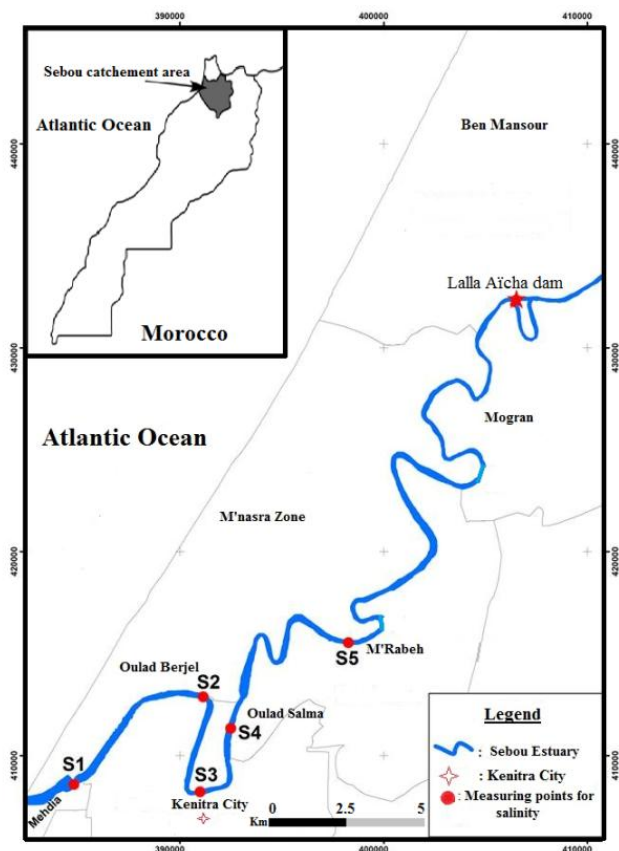 390000
400000
410000
Sebou catchement area
Atlantic Ocean
Morocco
Ben Mansour
440000
440000
Lalla Aïcha dam
430000
430000
Mogran
Atlantic Ocean
M'nasra Zone
420000
420000
M'Rabeh
S5
Oulad Berjel
S2
Oulad Salma
S4
S1
S3
Kenitra City
Mehdia
410000
410000
Legend
: Sebou Estuary
: Kenitra City
: Measuring points for
salinity
0
2.5
5
Km
390000
400000
410000